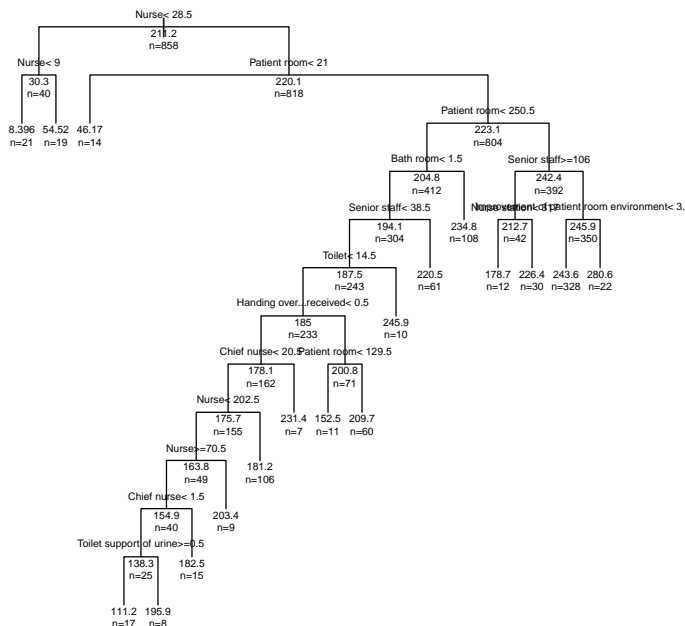 Nurse< 28.5
211.2
n=858
Nurse< 9
Patient room< 21
30.3
n=40
220.1
n=818
Patient room< 250.5
8.396
n=21
54.52
n=19
46.17
n=14
223.1
n=804
Bath room< 1.5
Senior staff>=106
204.8
n=412
242.4
n=392
Senior staff< 38.5
Nurse station< 317
Improvement of patient room environment< 3.
194.1
n=304
234.8
n=108
212.7
n=42
245.9
n=350
Toilet< 14.5
187.5
n=243
220.5
n=61
178.7
n=12
226.4
n=30
243.6
n=328
280.6
n=22
Handing over...received< 0.5
185
n=233
245.9
n=10
Chief nurse< 20.5
Patient room< 129.5
178.1
n=162
200.8
n=71
Nurse< 202.5
175.7
n=155
231.4
n=7
152.5
n=11
209.7
n=60
Nurse>=70.5
163.8
n=49
181.2
n=106
Chief nurse< 1.5
154.9
n=40
203.4
n=9
Toilet support of urine>=0.5
138.3
n=25
182.5
n=15
111.2
n=17
195.9
n=8